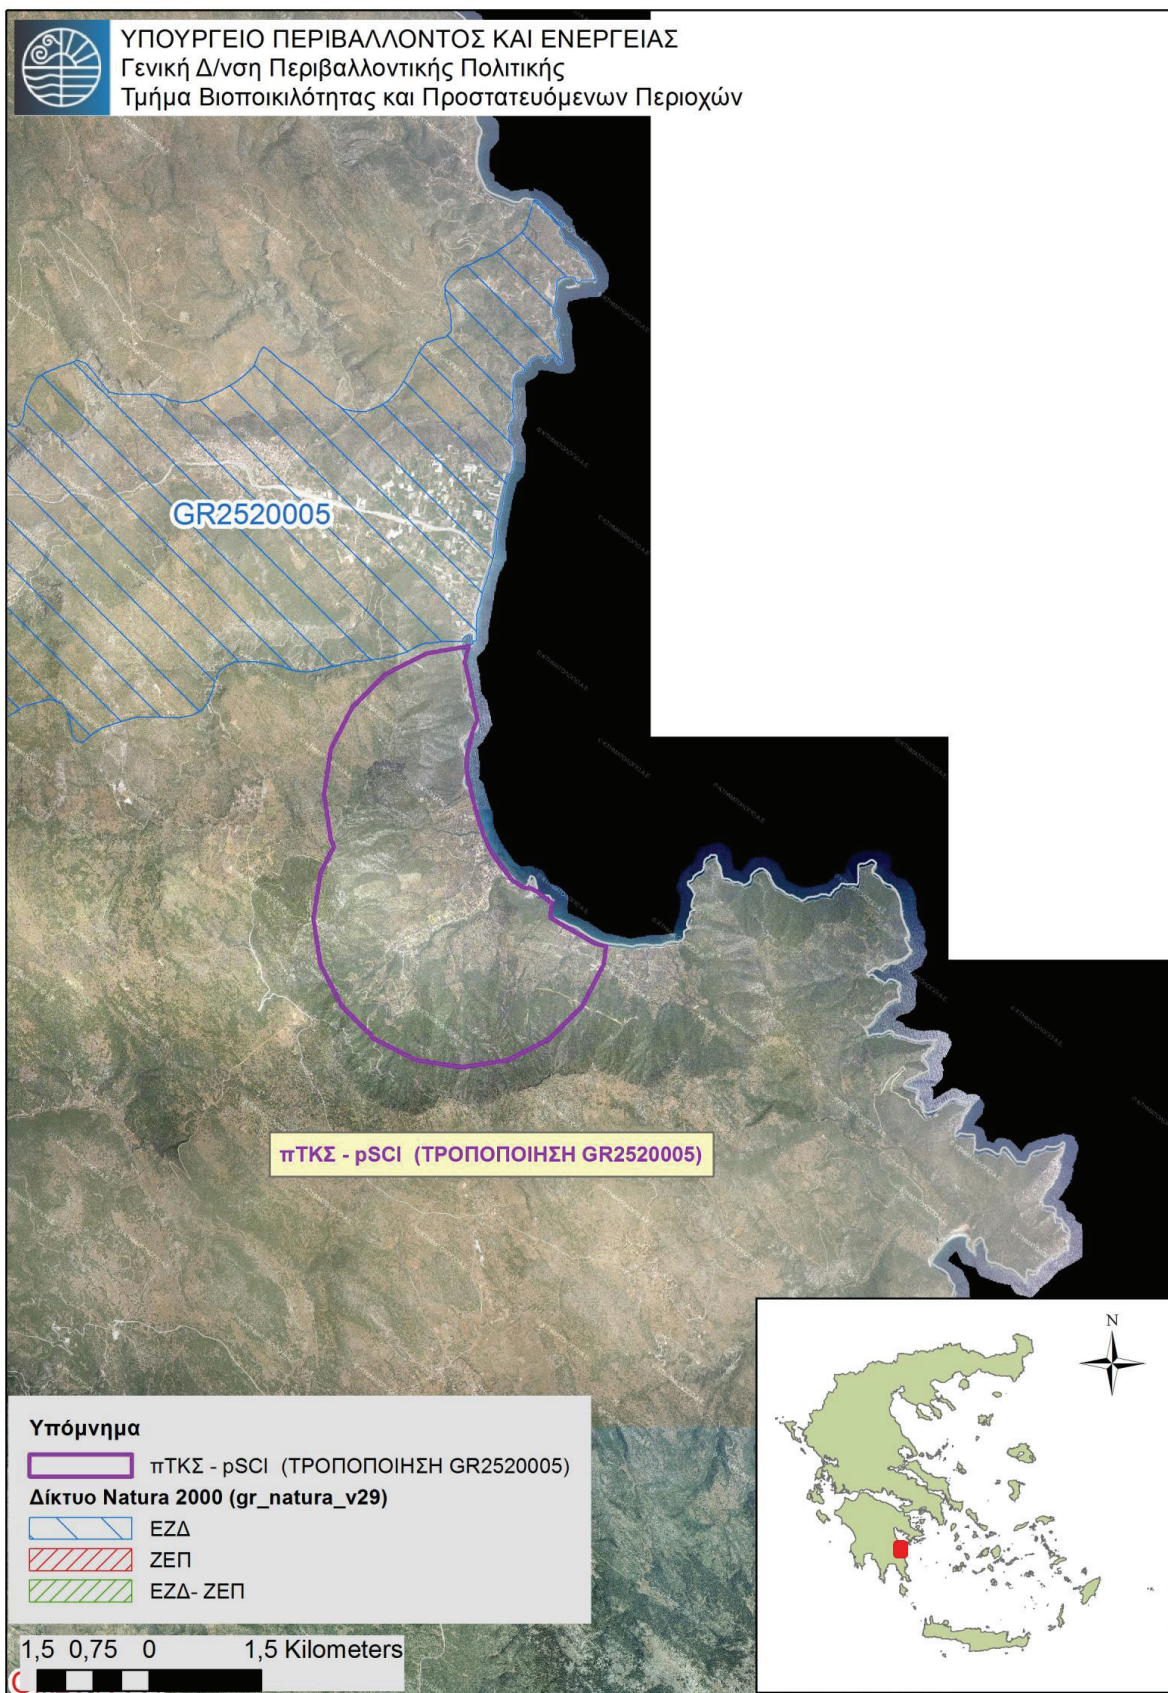 ΥΠΟΥΡΓΕΙΟ ΠΕΡΙΒΑΛΛΟΝΤΟΣ ΚΑΙ ΕΝΕΡΓΕΙΑΣ
Γενική Δ/νση Περιβαλλοντικής Πολιτικής
Τμήμα Βιοποικιλότητας και Προστατευόμενων Περιοχών
GR2520005
πΤΚΣ - pSCI (ΤΡΟΠΟΠΟΙΗΣΗ GR2520005)
N
Υπόμνημα
πΤΚΣ - pSCI (ΤΡΟΠΟΠΟΙΗΣΗ GR2520005)
Δίκτυο Natura 2000 (gr_natura_v29)
ΕΖΔ
ΖΕΠ
ΕΖΔ- ΖΕΠ
1,5 0,75 0 1,5 Kilometers